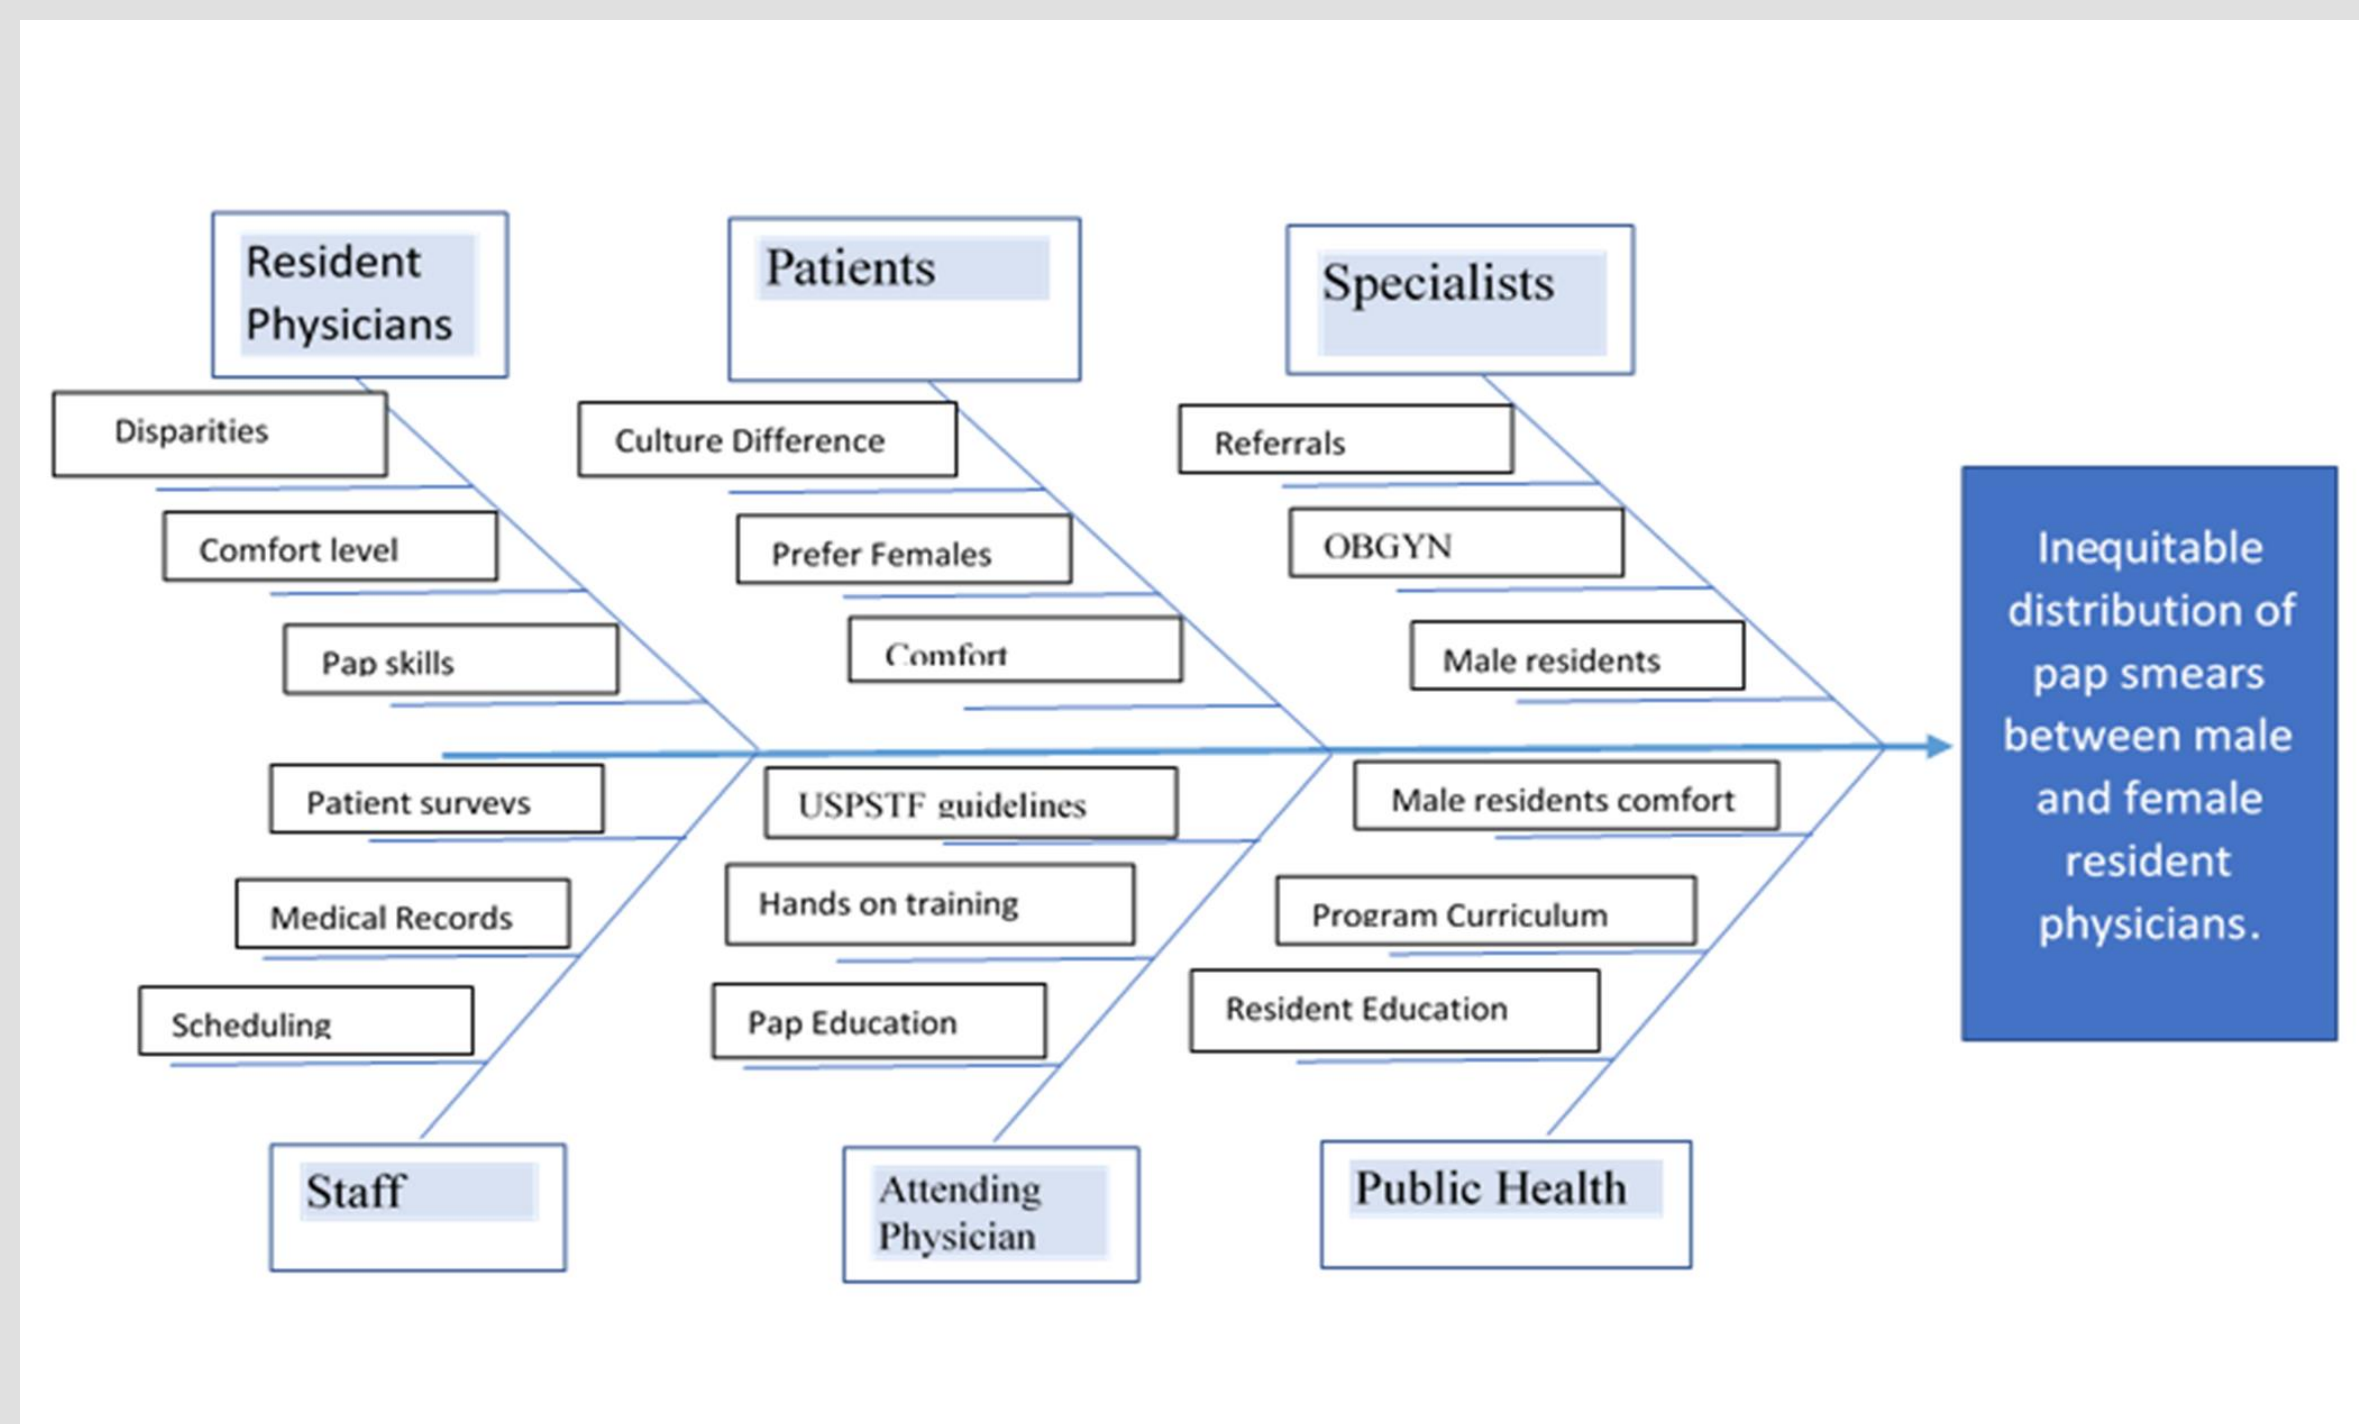 Resident
Physicians
Patients
Specialists
Disparities
Culture Difference
Referrals
Comfort level
Prefer Females
OBGYN
Pap skills
Comfort
Male residents
Inequitable
distribution of
pap smears
between male
and female
resident
physicians.
Patient surveys
USPSTF guidelines
Male residents comfort
Medical Records
Hands on training
Program Curriculum
Scheduling
Pap Education
Resident Education
Staff
Attending
Physician
Public Health